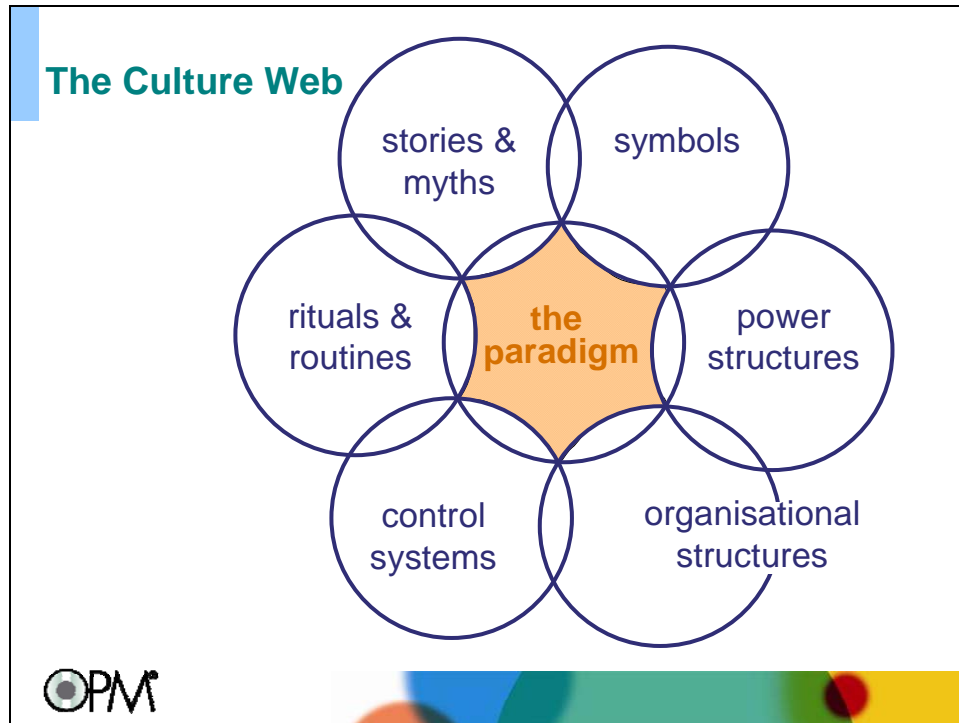 The Culture Web
stories &
myths
symbols
rituals &
routines
the
paradigm
power
structures
control
systems
organisational
structures
OPM